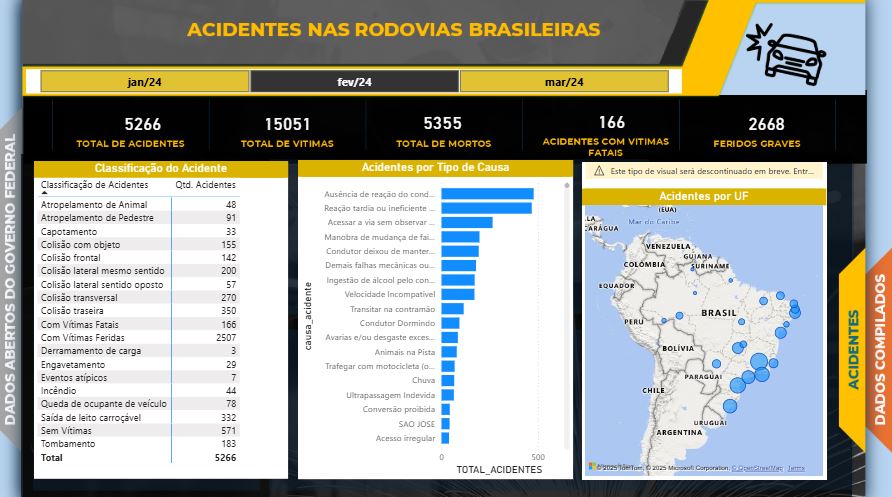 ACIDENTES NAS RODOVIAS BRASILEIRAS
jan/24
fev/24
mar/24
5266
TOTAL DE ACIDENTES
15051
TOTAL DE VITIMAS
5355
TOTAL DE MORTOS
166
ACIDENTES COM VITIMAS
FATAIS
2668
FERIDOS GRAVES
DADOS ABERTOS DO GOVERNO FEDERAL
Classificação do Acidente
Classificação de Acidentes Qtd. Acidentes
Atropelamento de Animal 48
Atropelamento de Pedestre 91
Capotamento 33
Colisão com objeto 155
Colisão frontal 142
Colisão lateral mesmo sentido 200
Colisão lateral sentido oposto 57
Colisão transversal 270
Colisão traseira 350
Com Vítimas Fatais 166
Com Vítimas Feridas 2507
Derramamento de carga 3
Engavetamento 29
Eventos atípicos 7
Incêndio 44
Queda de ocupante de veículo 78
Saída de leito carroçável 332
Sem Vítimas 571
Tombamento 183
Total 5266
Acidentes por Tipo de Causa
causa_acidente
Ausência de reação do cond...
Reação tardia ou ineficiente ...
Acessar a via sem observar ...
Manobra de mudança de fai...
Condutor deixou de manter...
Demais falhas mecânicas ou...
Ingestão de álcool pelo con...
Velocidade Incompatível
Transitar na contramão
Condutor Dormindo
Avarias e/ou desgaste exces...
Animais na Pista
Trafegar com motocicleta (o...
Chuva
Ultrapassagem Indevida
Conversão proibida
SAO JOSE
Acesso irregular
0 500
TOTAL_ACIDENTES
Este tipo de visual será descontinuado em breve. Entr...
Acidentes por UF
(EUA)
LA
Mar do Caribe
CARÁGUA
VENEZUELA
GUIANA
SURINAME
COLÔMBIA
EQUADOR
BRASIL
PERU
BOLÍVIA
PARAGUAI
CHILE
URUGUAI
ARGENTINA
© 2025 TomTom, © 2025 Microsoft Corporation, © OpenStreetMap Terms
ACIDENTES
DADOS COMPILADOS